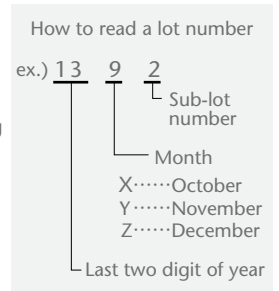 How to read a lot number
ex.) 13 9 2
Sub-lot
number
Month
X······October
Y······November
Z······December
Last two digit of year